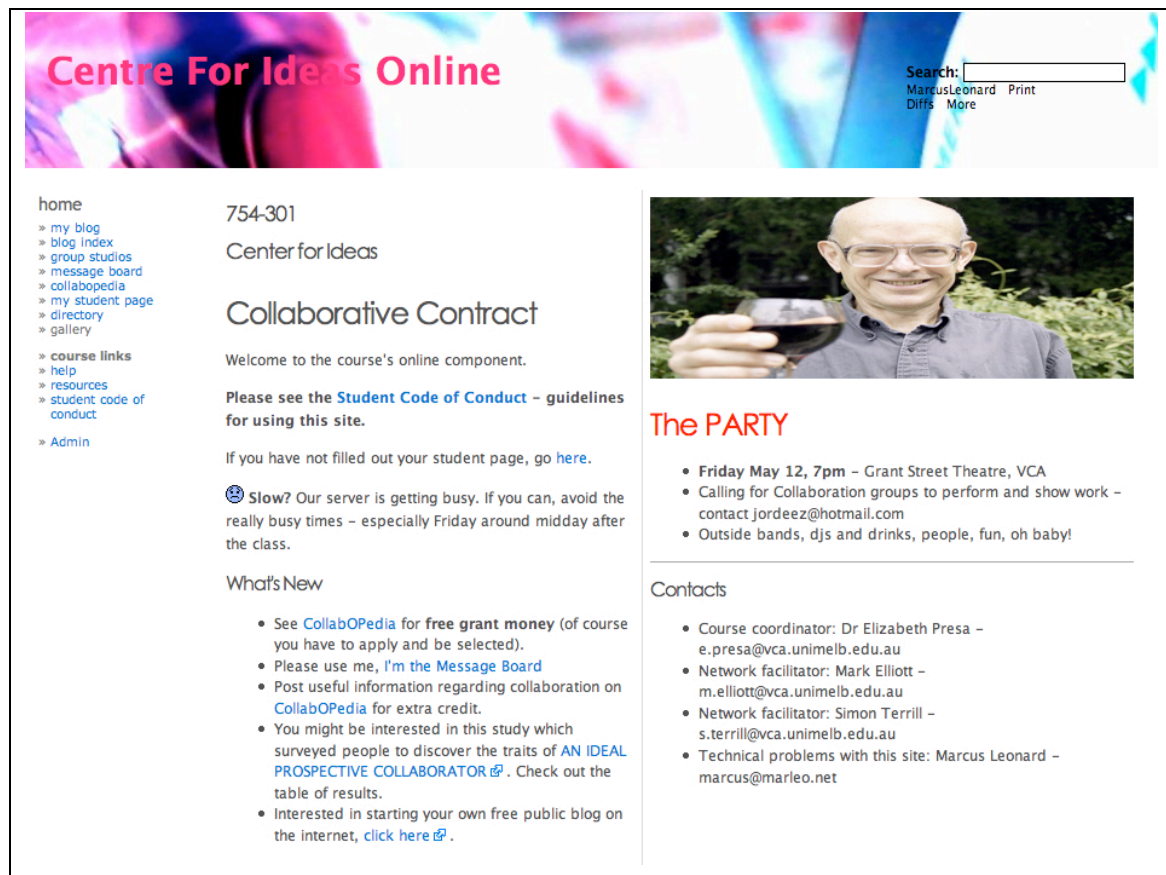 Centre For Ideas Online
Search:
MarcusLeonard Print
Diffs More
home
» my blog
» blog index
» group studios
» message board
» collabopedia
» my student page
» directory
» gallery
» course links
» help
» resources
» student code of
conduct
» Admin
754-301
Center for Ideas
Collaborative Contract
Welcome to the course's online component.
Please see the Student Code of Conduct – guidelines
for using this site.
If you have not filled out your student page, go here.
Slow? Our server is getting busy. If you can, avoid the
really busy times – especially Friday around midday after
the class.
What's New
• See CollabOPedia for free grant money (of course
you have to apply and be selected).
• Please use me, I'm the Message Board
• Post useful information regarding collaboration on
CollabOPedia for extra credit.
• You might be interested in this study which
surveyed people to discover the traits of AN IDEAL
PROSPECTIVE COLLABORATOR . Check out the
table of results.
• Interested in starting your own free public blog on
the internet, click here .
The PARTY
• Friday May 12, 7pm – Grant Street Theatre, VCA
• Calling for Collaboration groups to perform and show work –
contact jordeez@hotmail.com
• Outside bands, djs and drinks, people, fun, oh baby!
Contacts
• Course coordinator: Dr Elizabeth Presa –
e.presa@vca.unimelb.edu.au
• Network facilitator: Mark Elliott –
m.elliott@vca.unimelb.edu.au
• Network facilitator: Simon Terrill –
s.terrill@vca.unimelb.edu.au
• Technical problems with this site: Marcus Leonard –
marcus@marleo.net